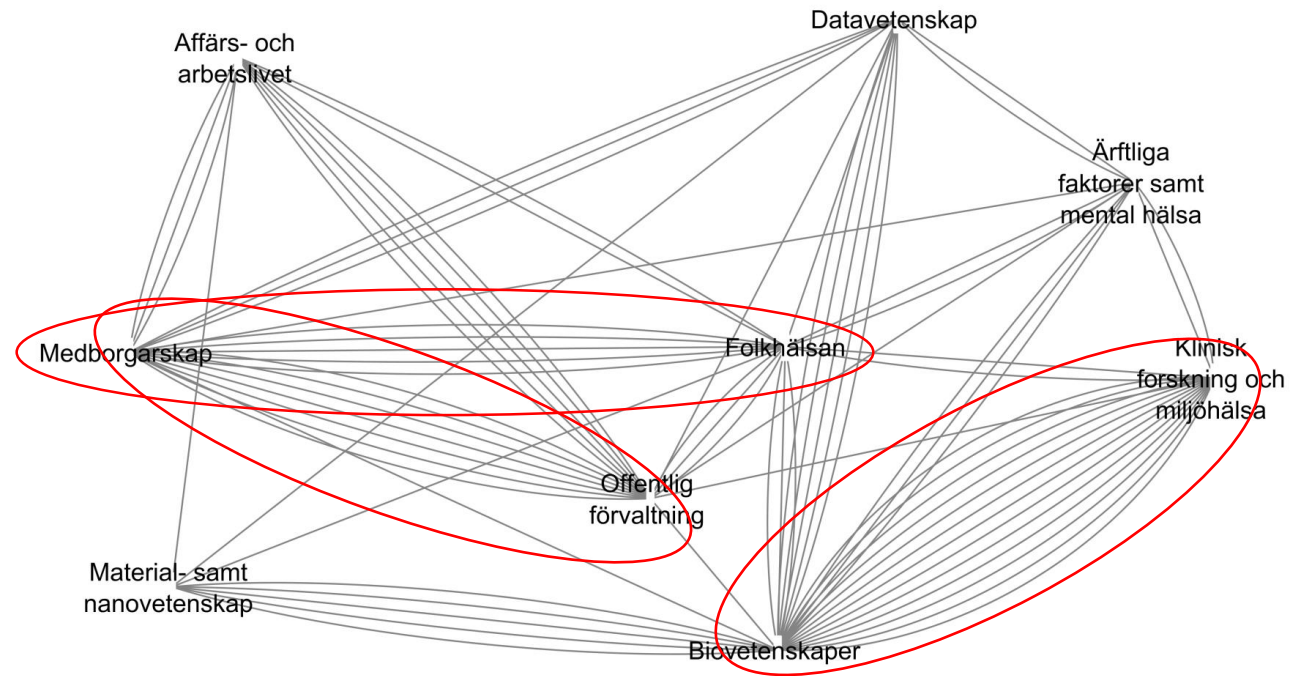 Datavetenskap
Affärs- och
arbetslivet
Ärftliga
faktorer samt
mental hälsa
Medborgarskap
Folkhälsan
Klinisk
forskning och
miljöhälsa
Offentlig
förvaltning
Material- samt
nanovetenskap
Biovetenskaper